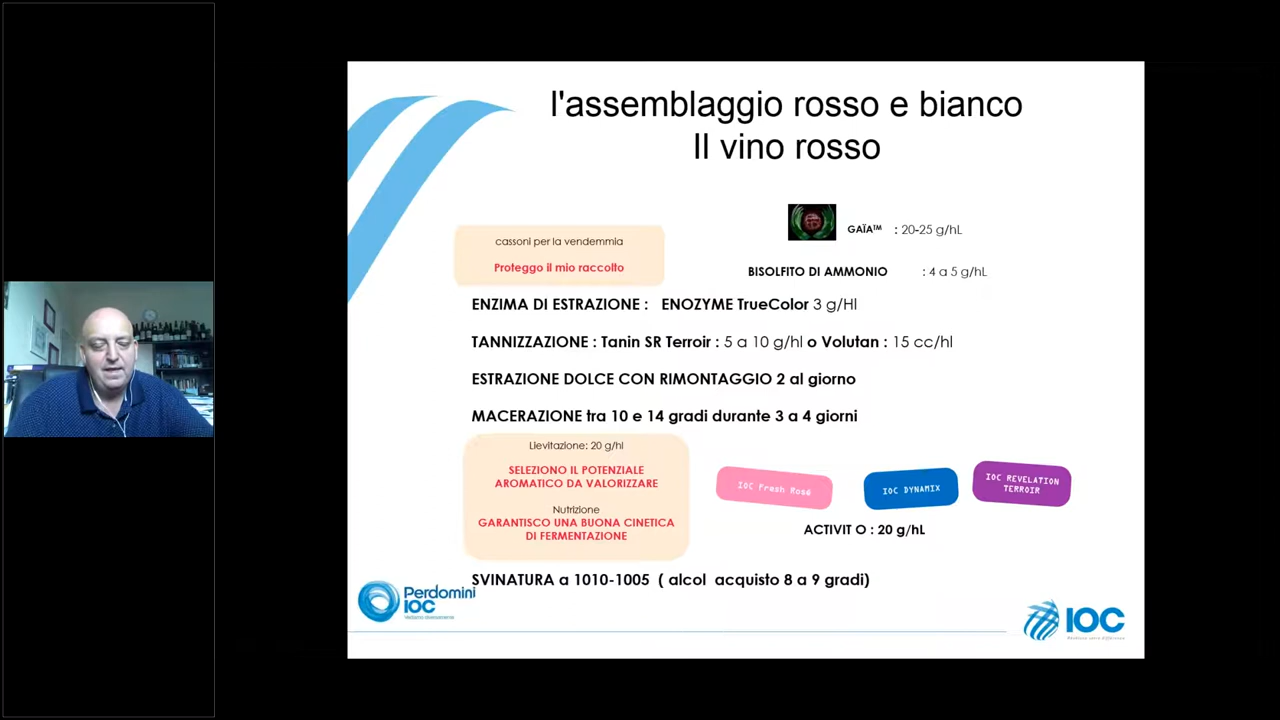 l'assemblaggio rosso e bianco
Il vino rosso
GAÏA™ : 20-25 g/hL
cassoni per la vendemmia
Proteggo il mio raccolto
BISOLFITO DI AMMONIO : 4 a 5 g/hL
ENZIMA DI ESTRAZIONE : ENOZYME TrueColor 3 g/Hl
TANNIZZAZIONE : Tanin SR Terroir : 5 a 10 g/hl o Volutan : 15 cc/hl
ESTRAZIONE DOLCE CON RIMONTAGGIO 2 al giorno
MACERAZIONE tra 10 e 14 gradi durante 3 a 4 giorni
Lievitazione: 20 g/hl
SELEZIONO IL POTENZIALE
AROMATICO DA VALORIZZARE
Nutrizione
GARANTISCO UNA BUONA CINETICA
DI FERMENTAZIONE
IOC Fresh Rosé
IOC DYNAMIX
IOC REVELATION
TERROIR
ACTIVIT O : 20 g/hL
SVINATURA a 1010-1005 ( alcol acquisto 8 a 9 gradi)
Perdomini
IOC
IOC